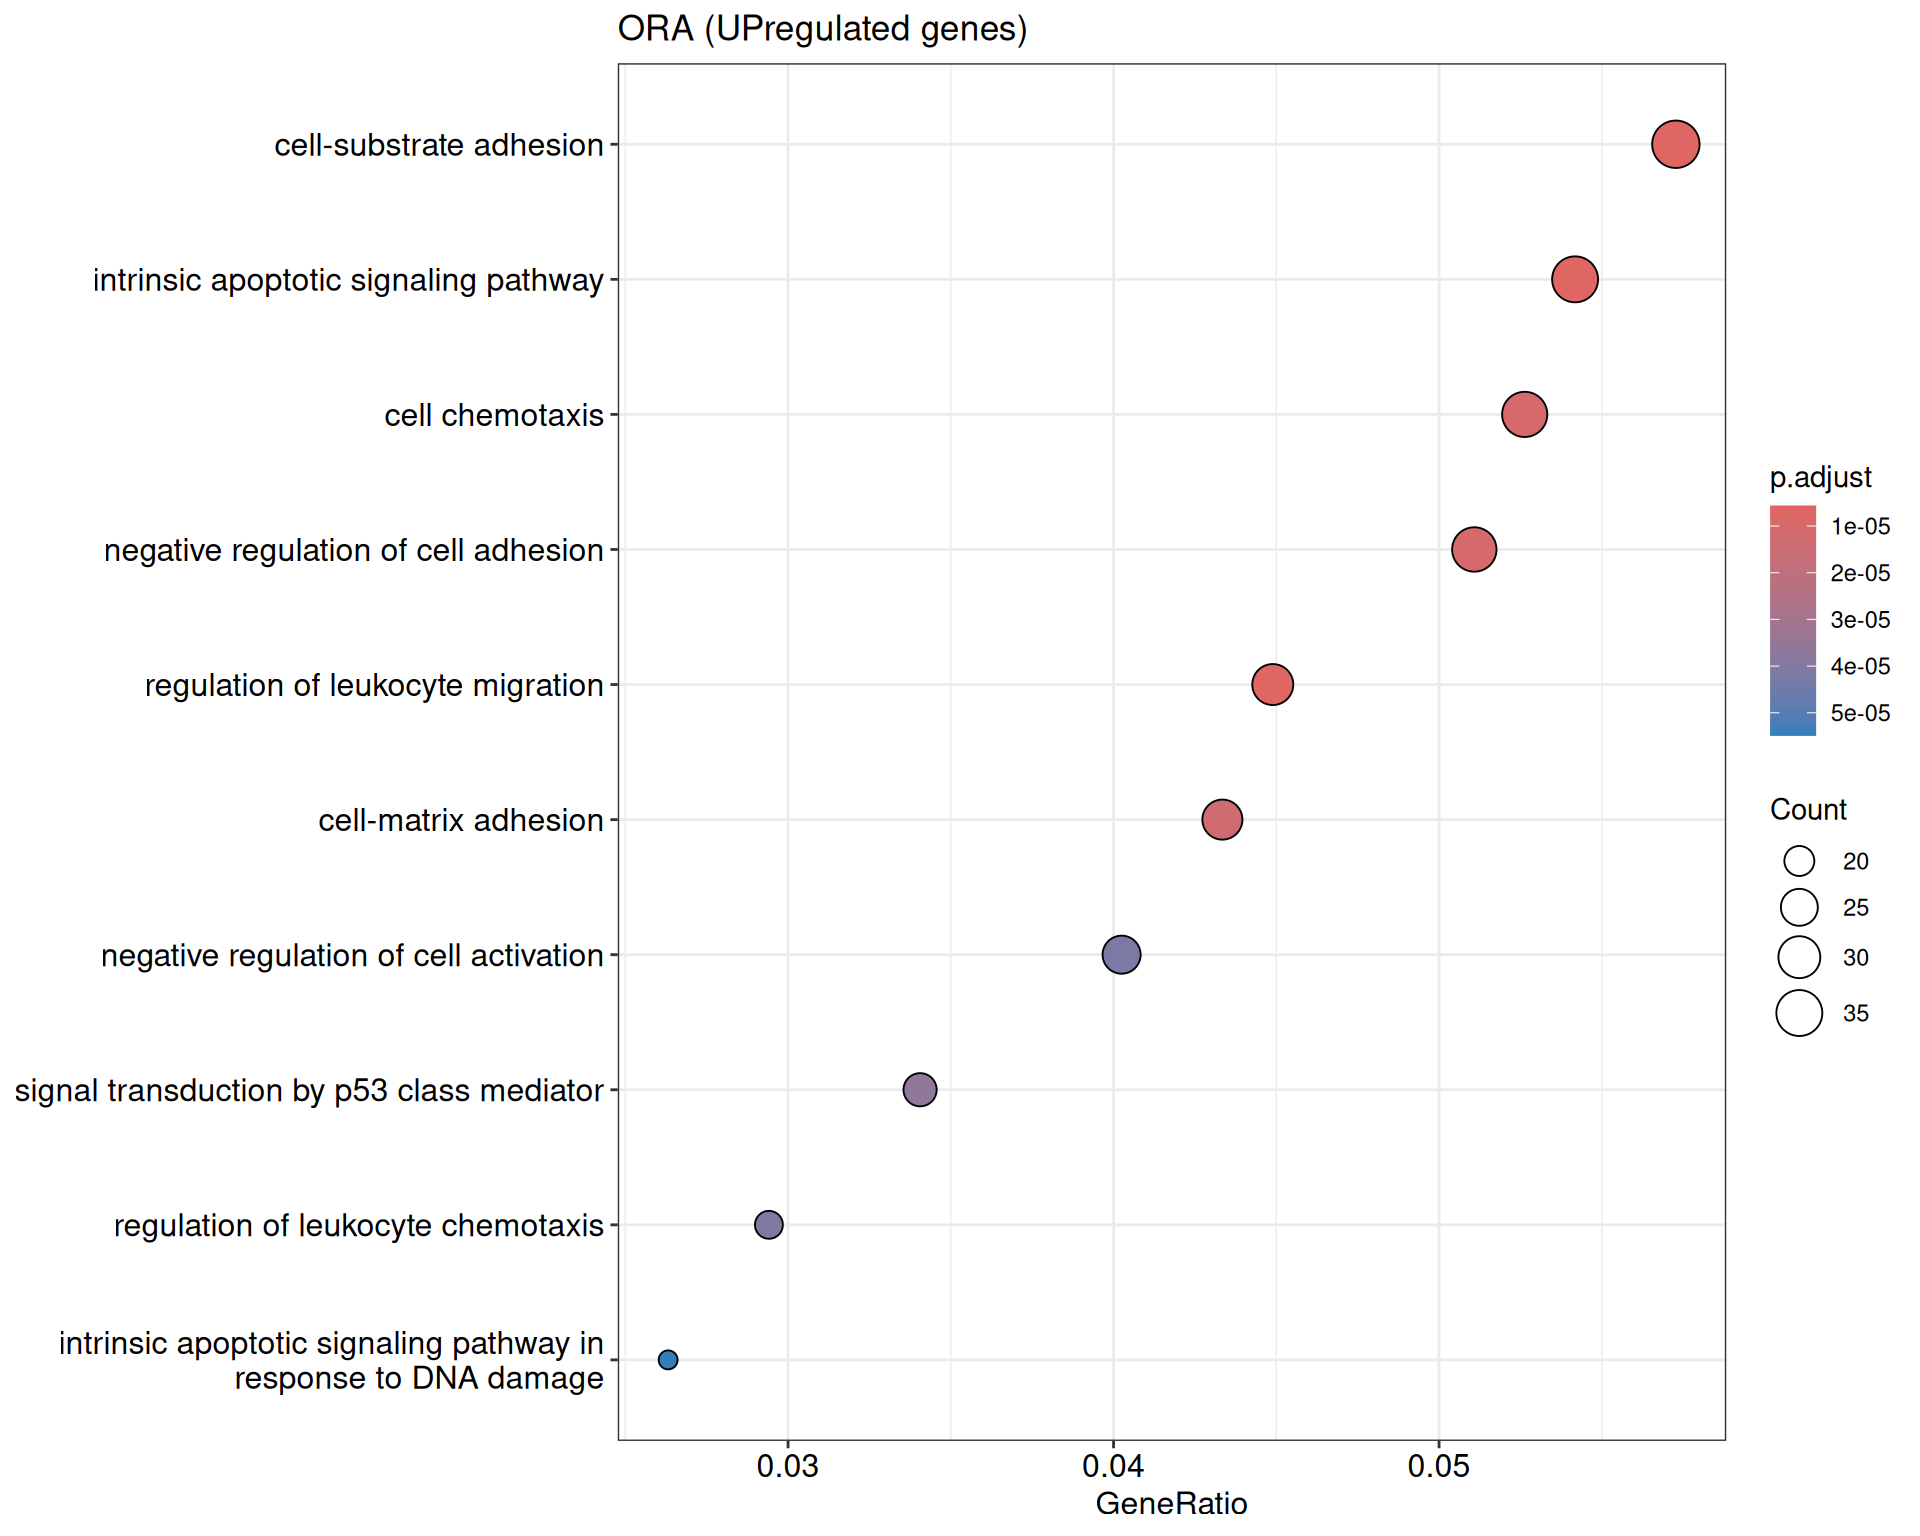 ORA (UPregulated genes)
cell-substrate adhesion
intrinsic apoptotic signaling pathway
cell chemotaxis
negative regulation of cell adhesion
regulation of leukocyte migration
cell-matrix adhesion
negative regulation of cell activation
signal transduction by p53 class mediator
regulation of leukocyte chemotaxis
intrinsic apoptotic signaling pathway in
response to DNA damage
0.03
0.04
0.05
GeneRatio
p.adjust
1e-05
2e-05
3e-05
4e-05
5e-05
Count
20
25
30
35